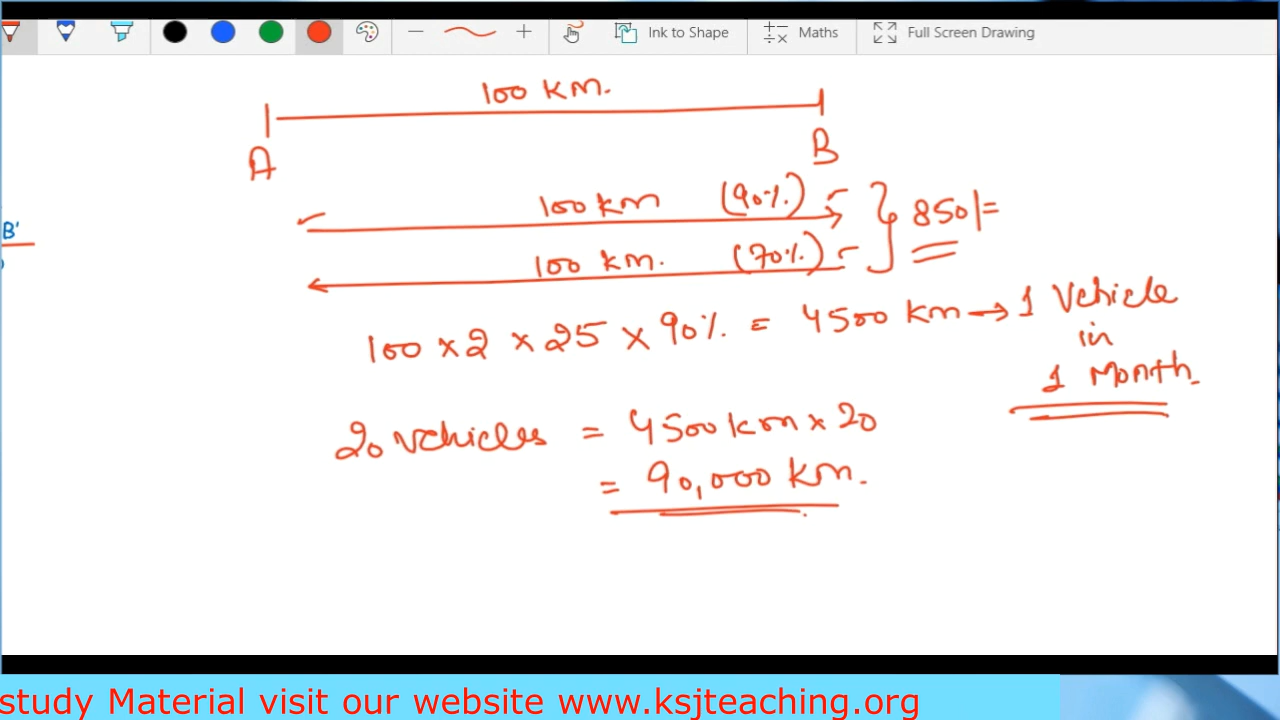 Ink to Shape
Maths
Full Screen Drawing
100 km.
A
B
B'
100 km (90%)
100 km. (70%)
850/=
100 × 2 × 25 × 90% = 4500 km → 1 Vehicle
in
1 Month.
20 vehicles = 4500 km × 20
= 90,000 km.
study Material visit our website www.ksjteaching.org